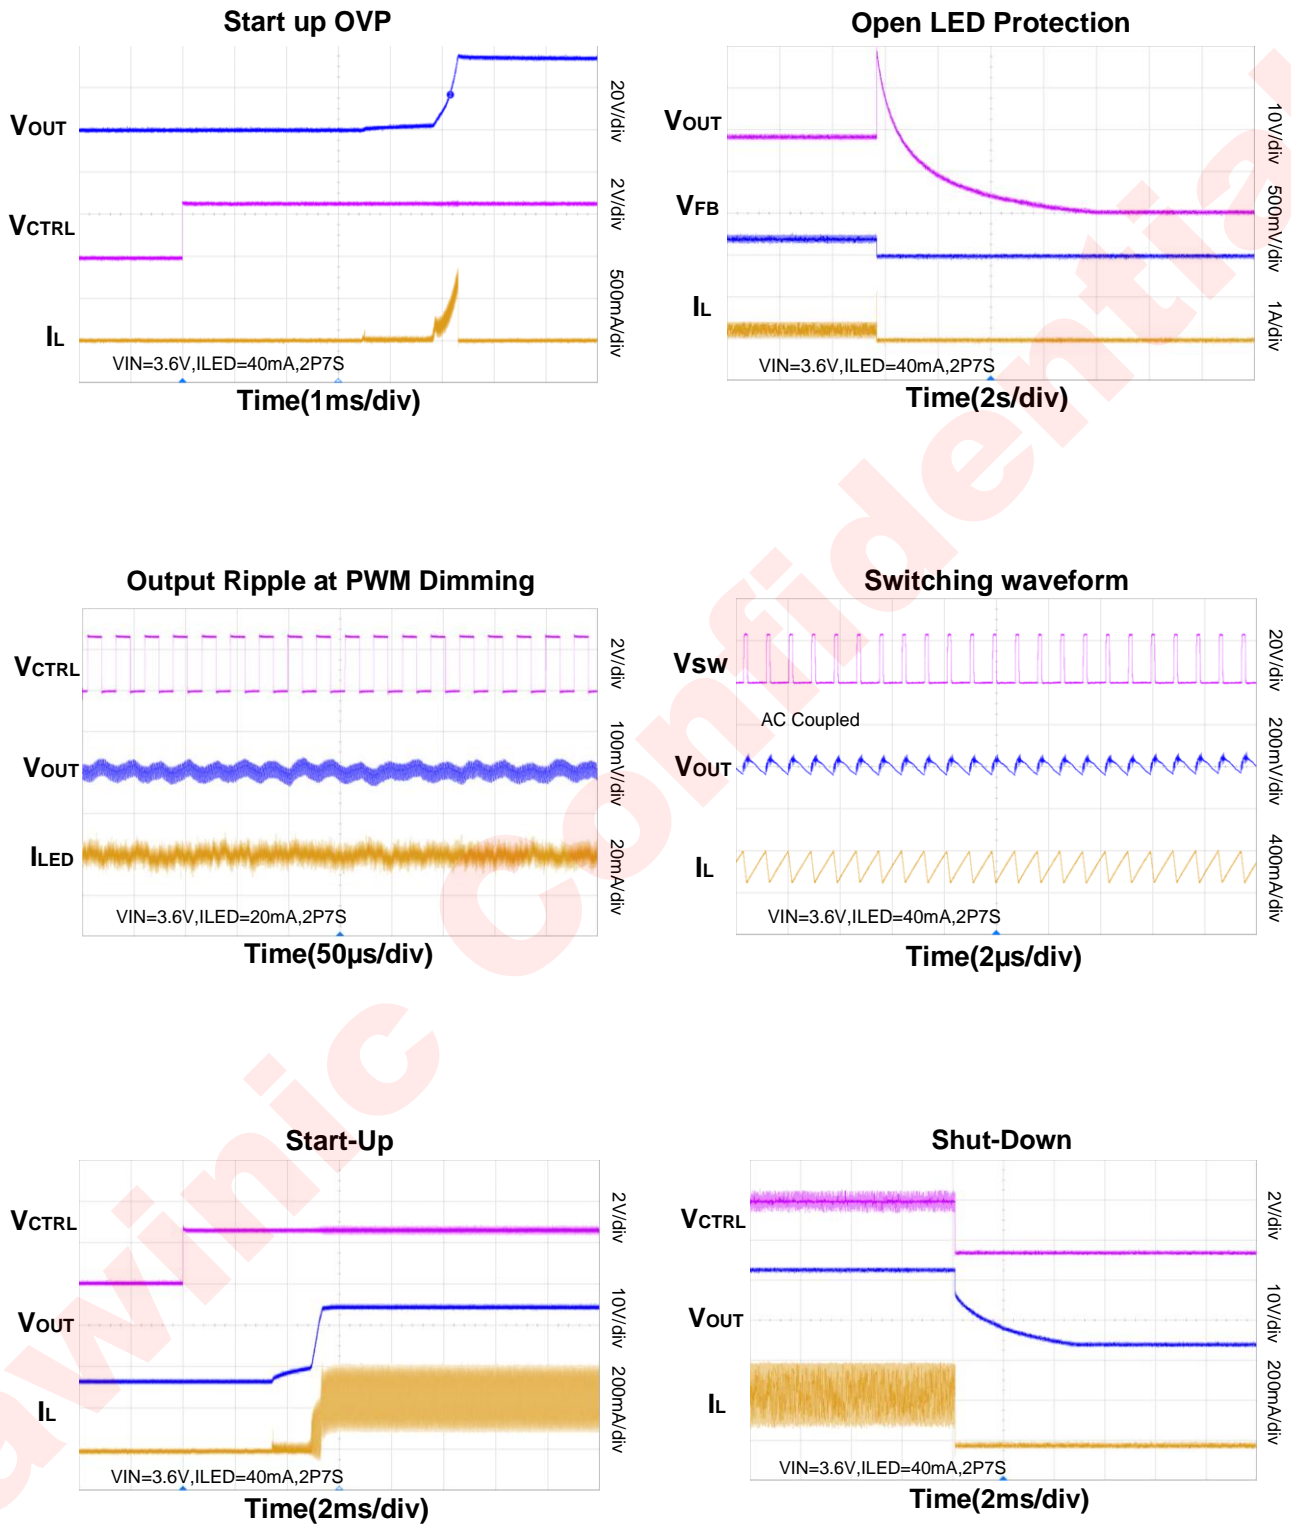 Start up OVP
VOUT
VCTRL
IL
20V/div
2V/div
500mA/div
VIN=3.6V,ILED=40mA,2P7S
Time(1ms/div)
Open LED Protection
VOUT
VFB
IL
10V/div
500mV/div
1A/div
VIN=3.6V,ILED=40mA,2P7S
Time(2s/div)
Output Ripple at PWM Dimming
VCTRL
VOUT
ILED
2V/div
100mV/div
20mA/div
VIN=3.6V,ILED=20mA,2P7S
Time(50µs/div)
Switching waveform
VSW
AC Coupled
VOUT
IL
20V/div
200mV/div
400mA/div
VIN=3.6V,ILED=40mA,2P7S
Time(2µs/div)
Start-Up
VCTRL
VOUT
IL
2V/div
10V/div
200mA/div
VIN=3.6V,ILED=40mA,2P7S
Time(2ms/div)
Shut-Down
VCTRL
VOUT
IL
2V/div
10V/div
200mA/div
VIN=3.6V,ILED=40mA,2P7S
Time(2ms/div)
awinic Confidential